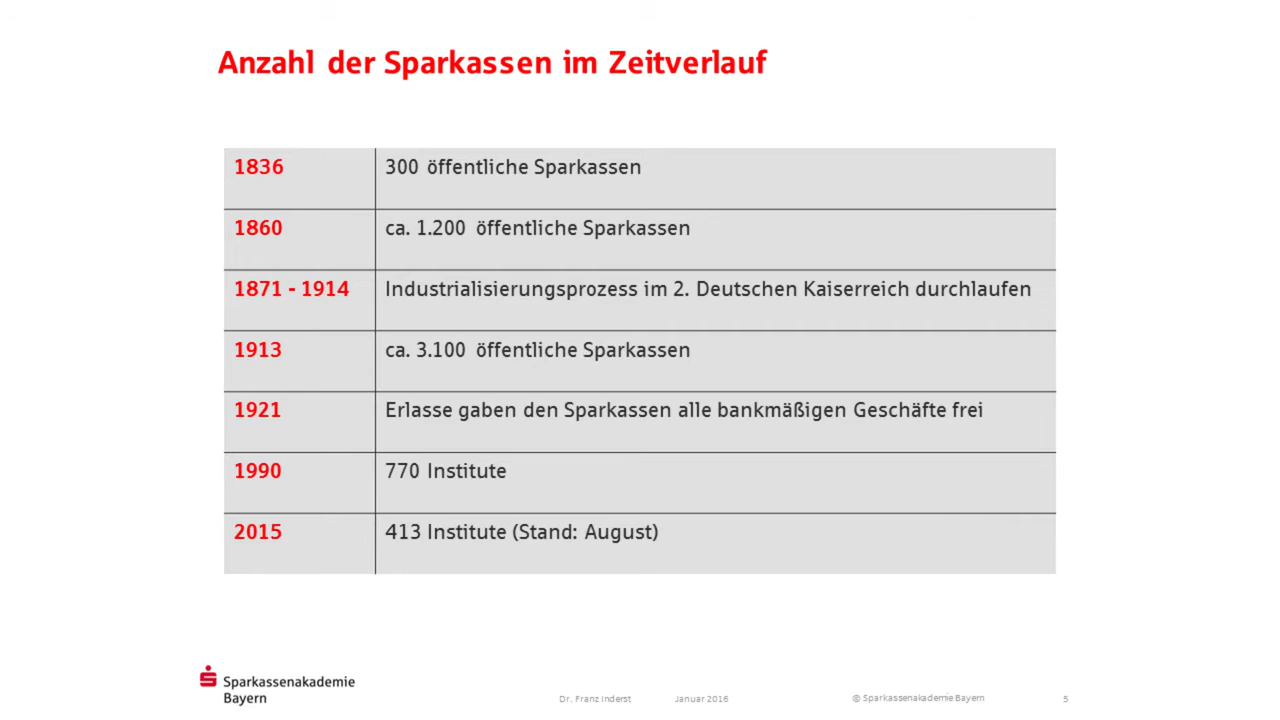 Anzahl der Sparkassen im Zeitverlauf
1836 300 öffentliche Sparkassen
1860 ca. 1.200 öffentliche Sparkassen
1871 - 1914 Industrialisierungsprozess im 2. Deutschen Kaiserreich durchlaufen
1913 ca. 3.100 öffentliche Sparkassen
1921 Erlasse gaben den Sparkassen alle bankmäßigen Geschäfte frei
1990 770 Institute
2015 413 Institute (Stand: August)
Sparkassenakademie
Bayern
Dr. Franz Inderst Januar 2016 © Sparkassenakademie Bayern 5